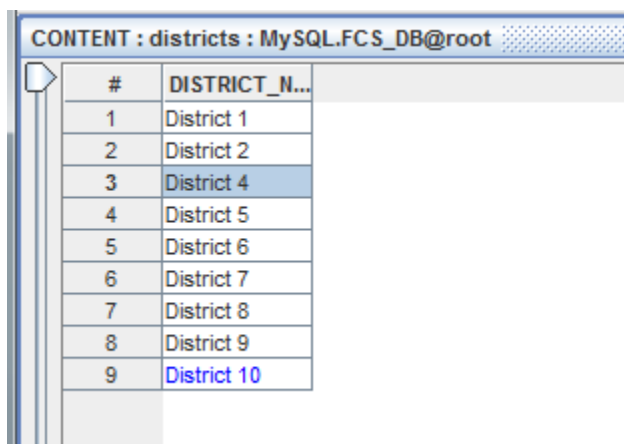 CONTENT : districts : MySQL.FCS_DB@root
# DISTRICT_N...
1 District 1
2 District 2
3 District 4
4 District 5
5 District 6
6 District 7
7 District 8
8 District 9
9 District 10